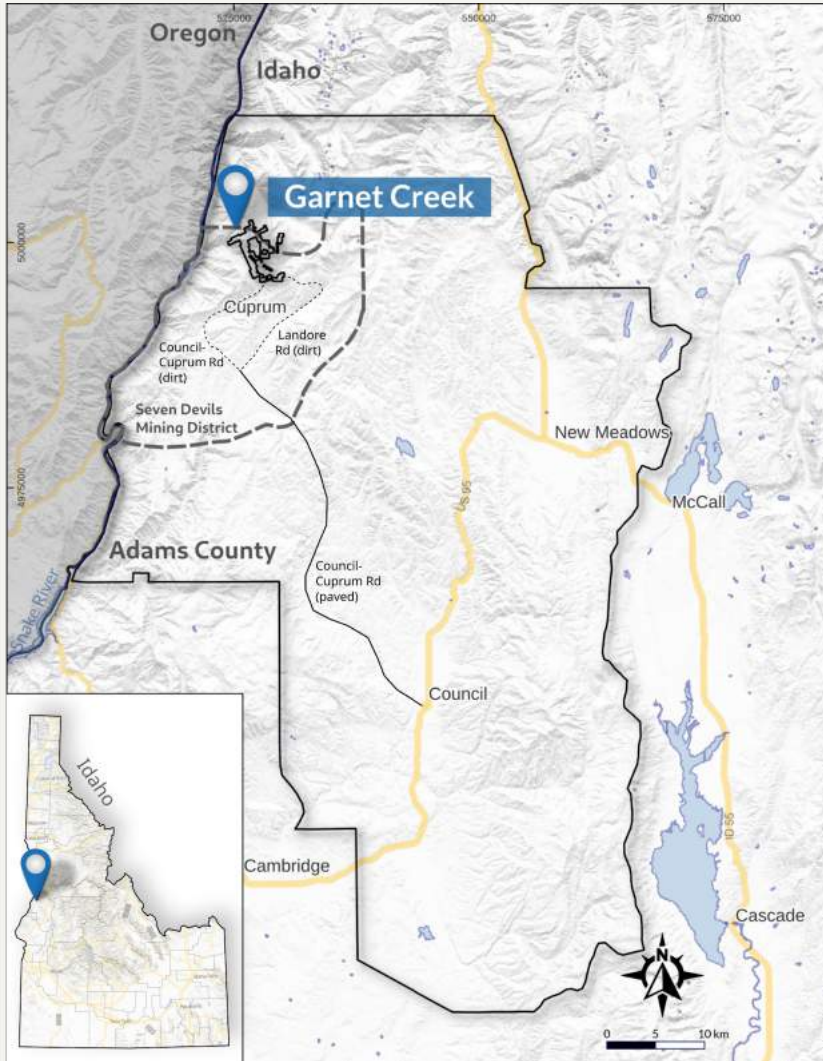 525000
550000
575000
Oregon
Idaho
Garnet Creek
5000000
Cuprum
Landore
Rd (dirt)
Council-
Cuprum Rd
(dirt)
Seven Devils
Mining District
New Meadows
4975000
US 95
McCall
Adams County
Council-
Cuprum Rd
(paved)
Snake River
Council
Idaho
ID 55
Cambridge
Cascade
N
0 5 10 km